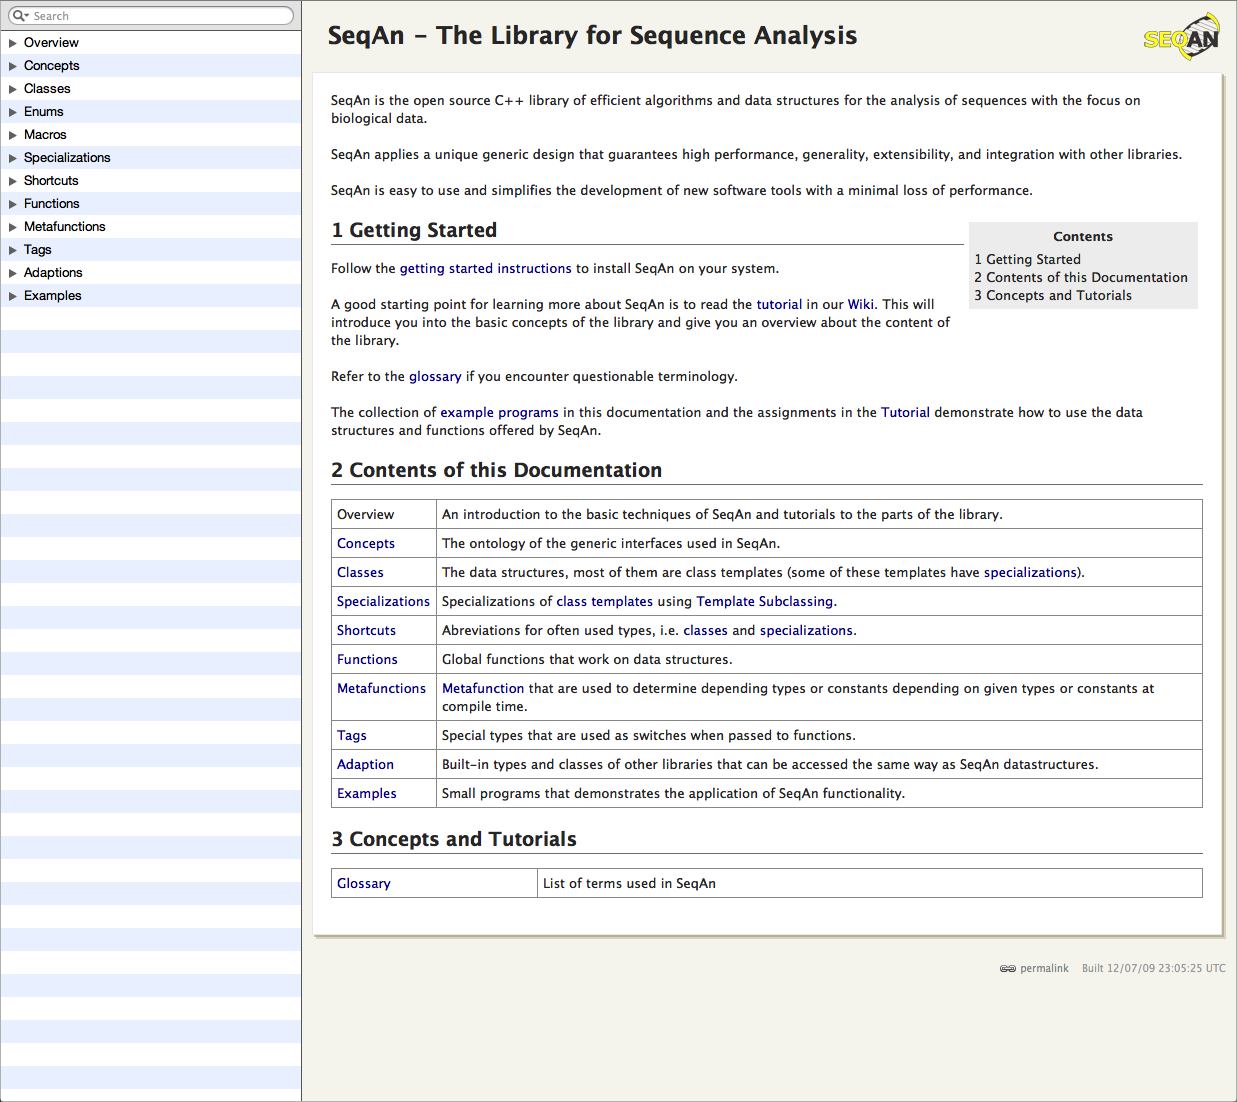 Search
Overview
Concepts
Classes
Enums
Macros
Specializations
Shortcuts
Functions
Metafunctions
Tags
Adaptions
Examples
SeqAn - The Library for Sequence Analysis
SEQAN
SeqAn is the open source C++ library of efficient algorithms and data structures for the analysis of sequences with the focus on
biological data.
SeqAn applies a unique generic design that guarantees high performance, generality, extensibility, and integration with other libraries.
SeqAn is easy to use and simplifies the development of new software tools with a minimal loss of performance.
1 Getting Started
Contents
1 Getting Started
2 Contents of this Documentation
3 Concepts and Tutorials
Follow the getting started instructions to install SeqAn on your system.
A good starting point for learning more about SeqAn is to read the tutorial in our Wiki. This will
introduce you into the basic concepts of the library and give you an overview about the content of
the library.
Refer to the glossary if you encounter questionable terminology.
The collection of example programs in this documentation and the assignments in the Tutorial demonstrate how to use the data
structures and functions offered by SeqAn.
2 Contents of this Documentation
Overview An introduction to the basic techniques of SeqAn and tutorials to the parts of the library.
Concepts The ontology of the generic interfaces used in SeqAn.
Classes The data structures, most of them are class templates (some of these templates have specializations).
Specializations Specializations of class templates using Template Subclassing.
Shortcuts Abreviations for often used types, i.e. classes and specializations.
Functions Global functions that work on data structures.
Metafunctions Metafunction that are used to determine depending types or constants depending on given types or constants at
compile time.
Tags Special types that are used as switches when passed to functions.
Adaption Built-in types and classes of other libraries that can be accessed the same way as SeqAn datastructures.
Examples Small programs that demonstrates the application of SeqAn functionality.
3 Concepts and Tutorials
Glossary List of terms used in SeqAn
permalink Built 12/07/09 23:05:25 UTC